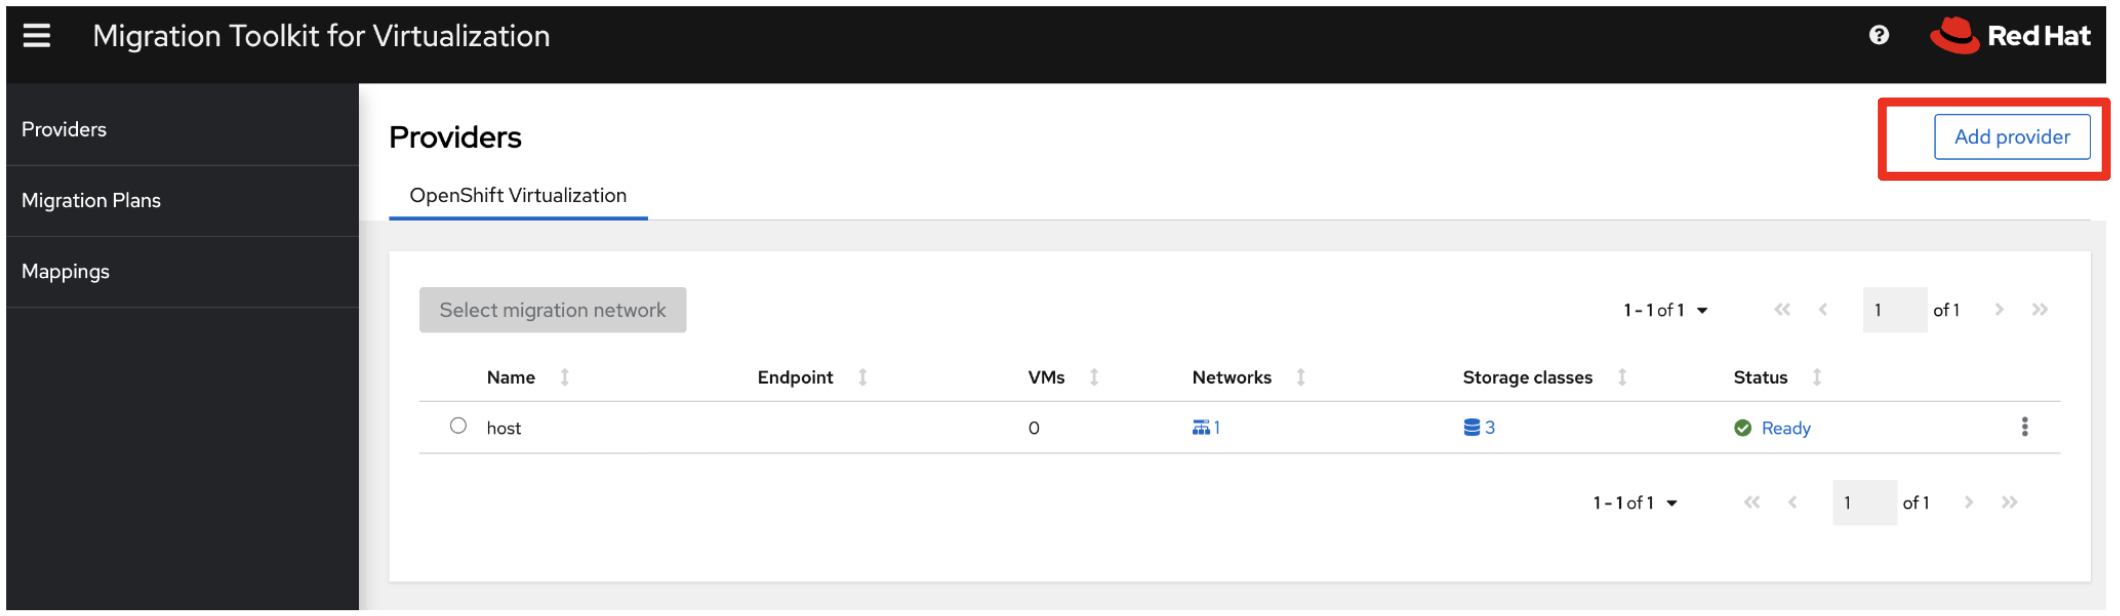 Migration Toolkit for Virtualization
Red Hat
Providers
Migration Plans
Mappings
Providers
Add provider
OpenShift Virtualization
Select migration network
1 - 1 of 1
1
of 1
Name Endpoint VMs Networks Storage classes Status
host 0 1 3 Ready
1 - 1 of 1
1
of 1